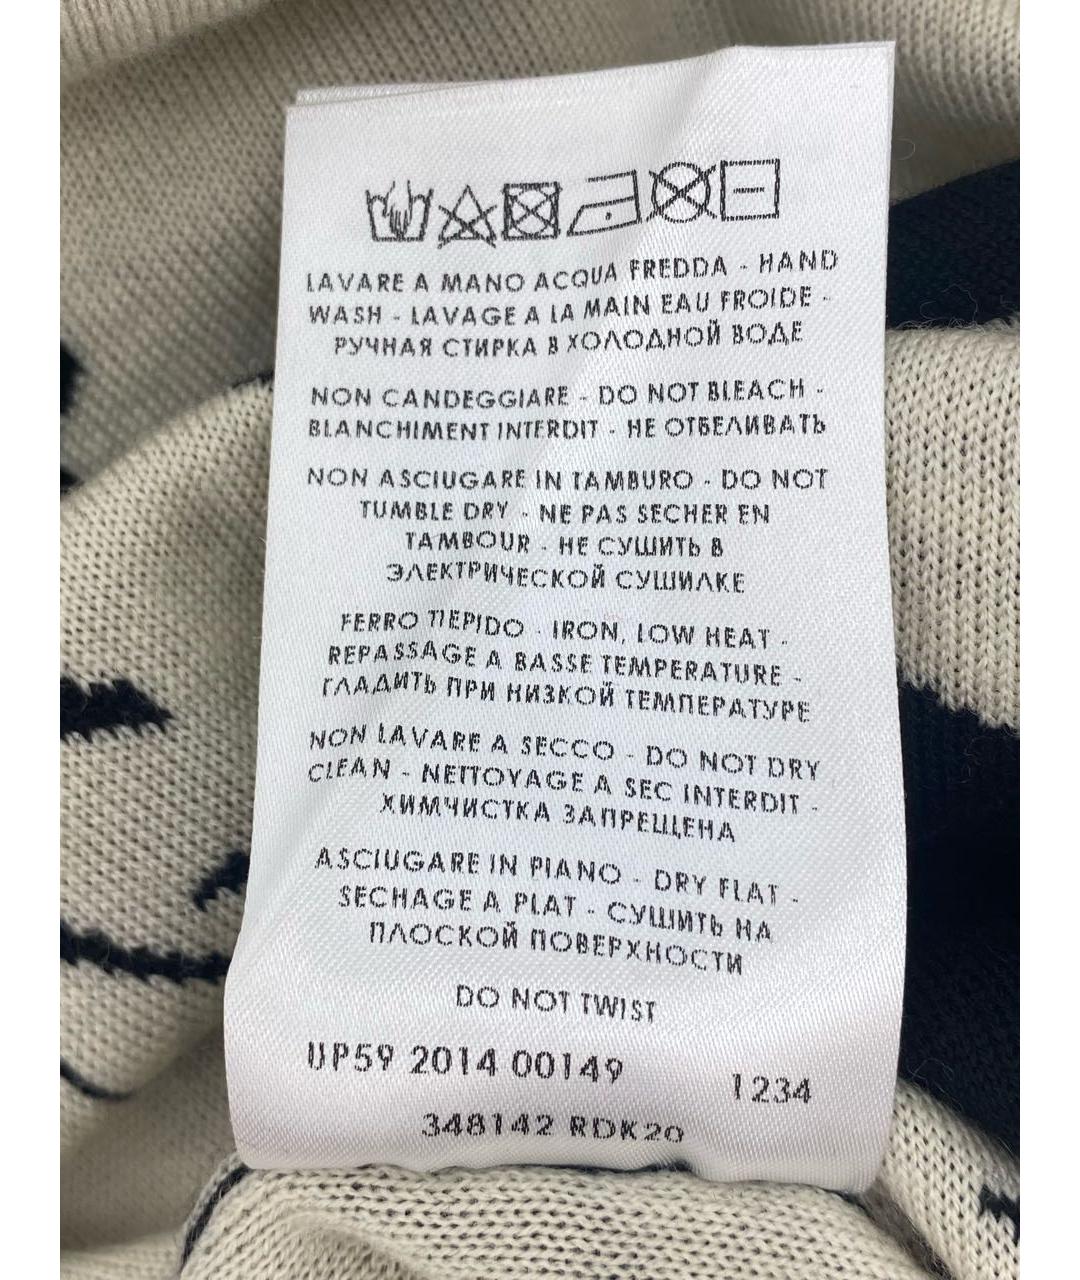 LAVARE A MANO ACQUA FREDDA - HAND
WASH - LAVAGE A LA MAIN EAU FROIDE -
РУЧНАЯ СТИРКА В ХОЛОДНОЙ ВОДЕ
NON CANDEGGIARE - DO NOT BLEACH -
BLANCHIMENT INTERDIT - НЕ ОТБЕЛИВАТЬ
NON ASCIUGARE IN TAMBURO - DO NOT
TUMBLE DRY - NE PAS SECHER EN
TAMBOUR - НЕ СУШИТЬ В
ЭЛЕКТРИЧЕСКОЙ СУШИЛКЕ
FERRO TIEPIDO - IRON, LOW HEAT -
REPASSAGE A BASSE TEMPERATURE -
ГЛАДИТЬ ПРИ НИЗКОЙ ТЕМПЕРАТУРЕ
NON LAVARE A SECCO - DO NOT DRY
CLEAN - NETTOYAGE A SEC INTERDIT -
ХИМЧИСТКА ЗАПРЕЩЕНА
ASCIUGARE IN PIANO - DRY FLAT -
SECHAGE A PLAT - СУШИТЬ НА
ПЛОСКОЙ ПОВЕРХНОСТИ
DO NOT TWIST
UP59 2014 00149 1234
348142 RDK20